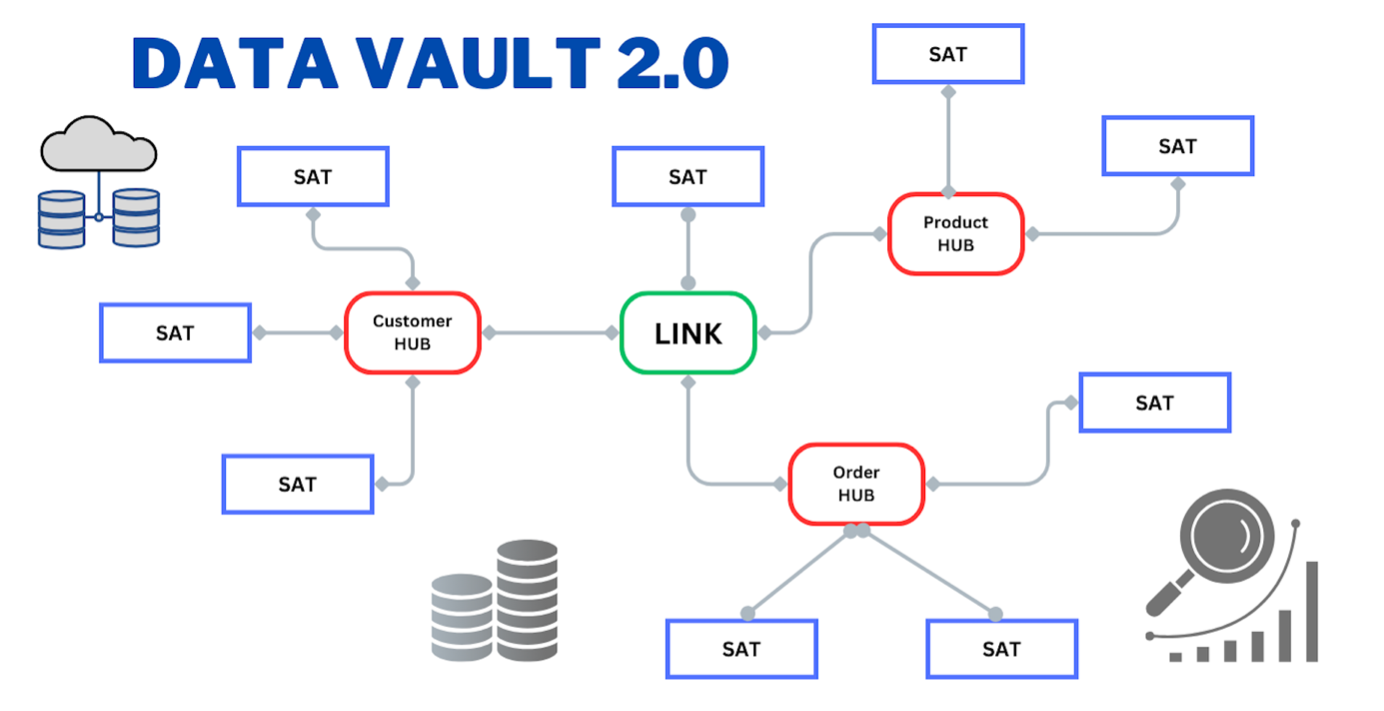 DATA VAULT 2.0
SAT
SAT
SAT
SAT
Product
HUB
SAT
Customer
HUB
LINK
SAT
Order
HUB
SAT
SAT
SAT